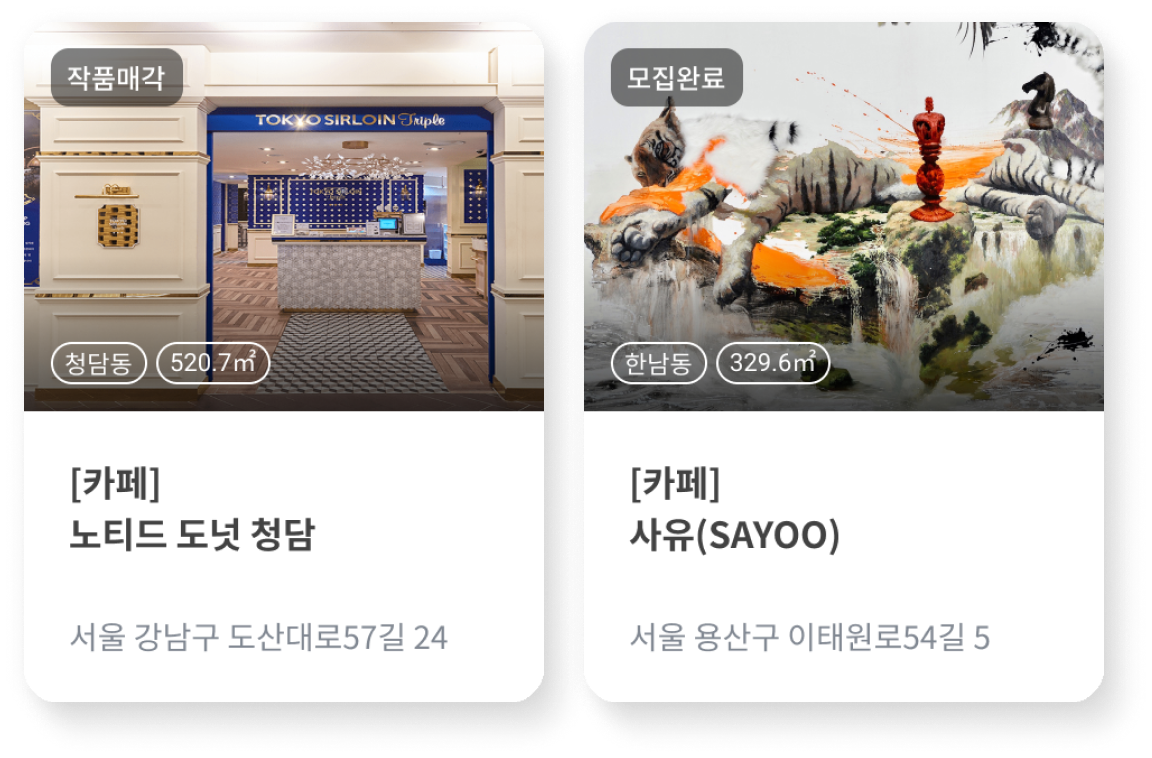 작품매각
TOKYO SIRLOIN Triple
청담동
520.7㎡
[카페]
노티드 도넛 청담
서울 강남구 도산대로57길 24
모집완료
한남동
329.6㎡
[카페]
사유(SAYOO)
서울 용산구 이태원로54길 5